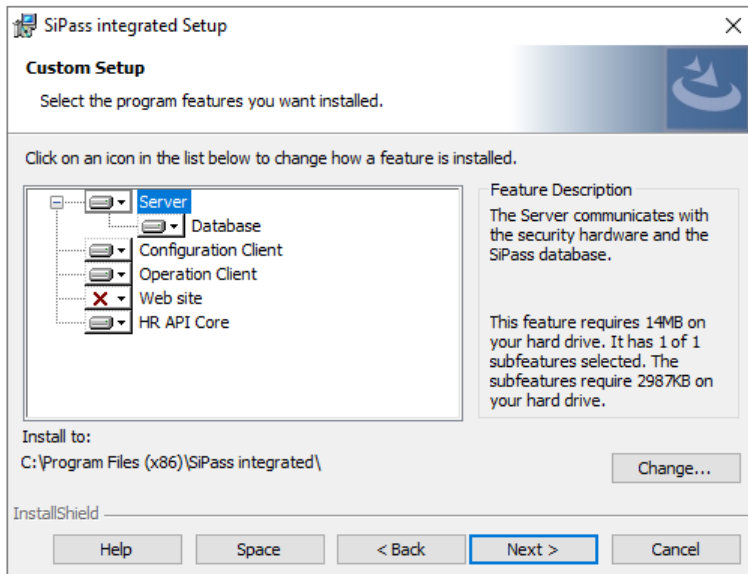 SiPass integrated Setup
Custom Setup
Select the program features you want installed.
Click on an icon in the list below to change how a feature is installed.
Server
Database
Configuration Client
Operation Client
Web site
HR API Core
Feature Description
The Server communicates with
the security hardware and the
SiPass database.
This feature requires 14MB on
your hard drive. It has 1 of 1
subfeatures selected. The
subfeatures require 2987KB on
your hard drive.
Install to:
C:\Program Files (x86)\SiPass integrated\
Change...
InstallShield
Help
Space
< Back
Next >
Cancel